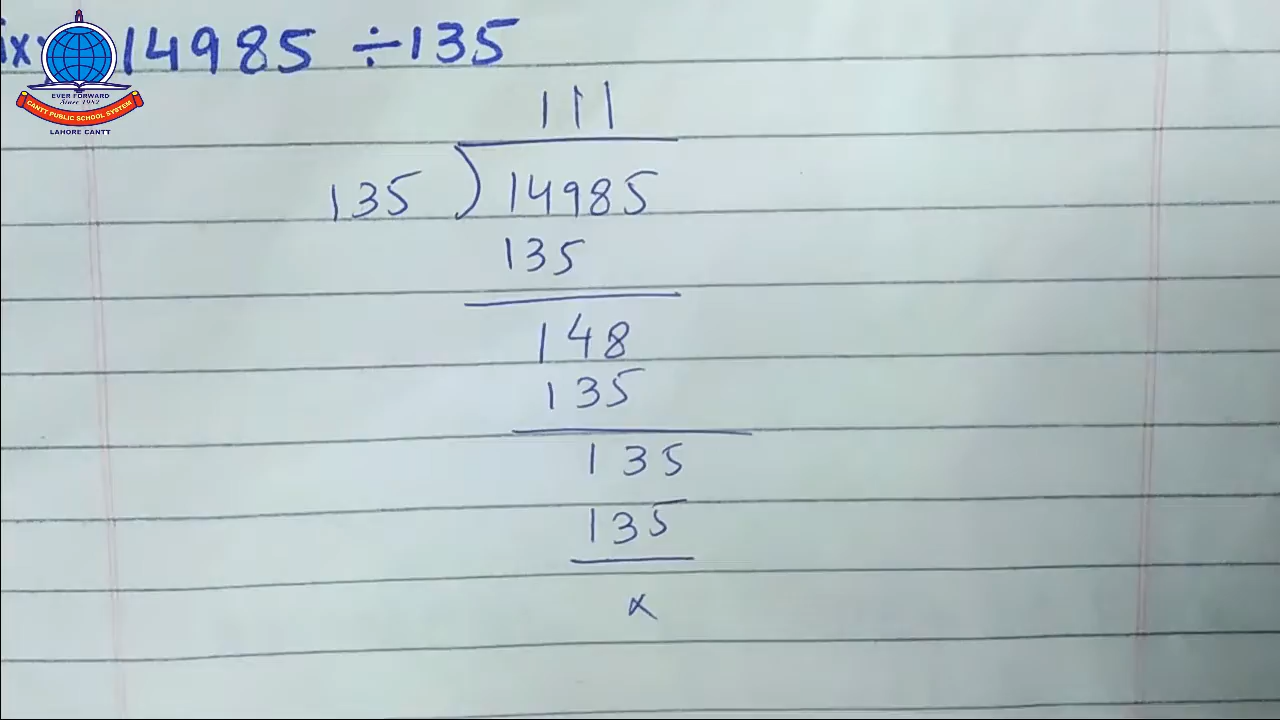 ix) 14985 ÷135
EVER FORWARD
Since 1982
CANTT PUBLIC SCHOOL SYSTEM
LAHORE CANTT
111
135 ) 14985
135
148
135
135
135
x